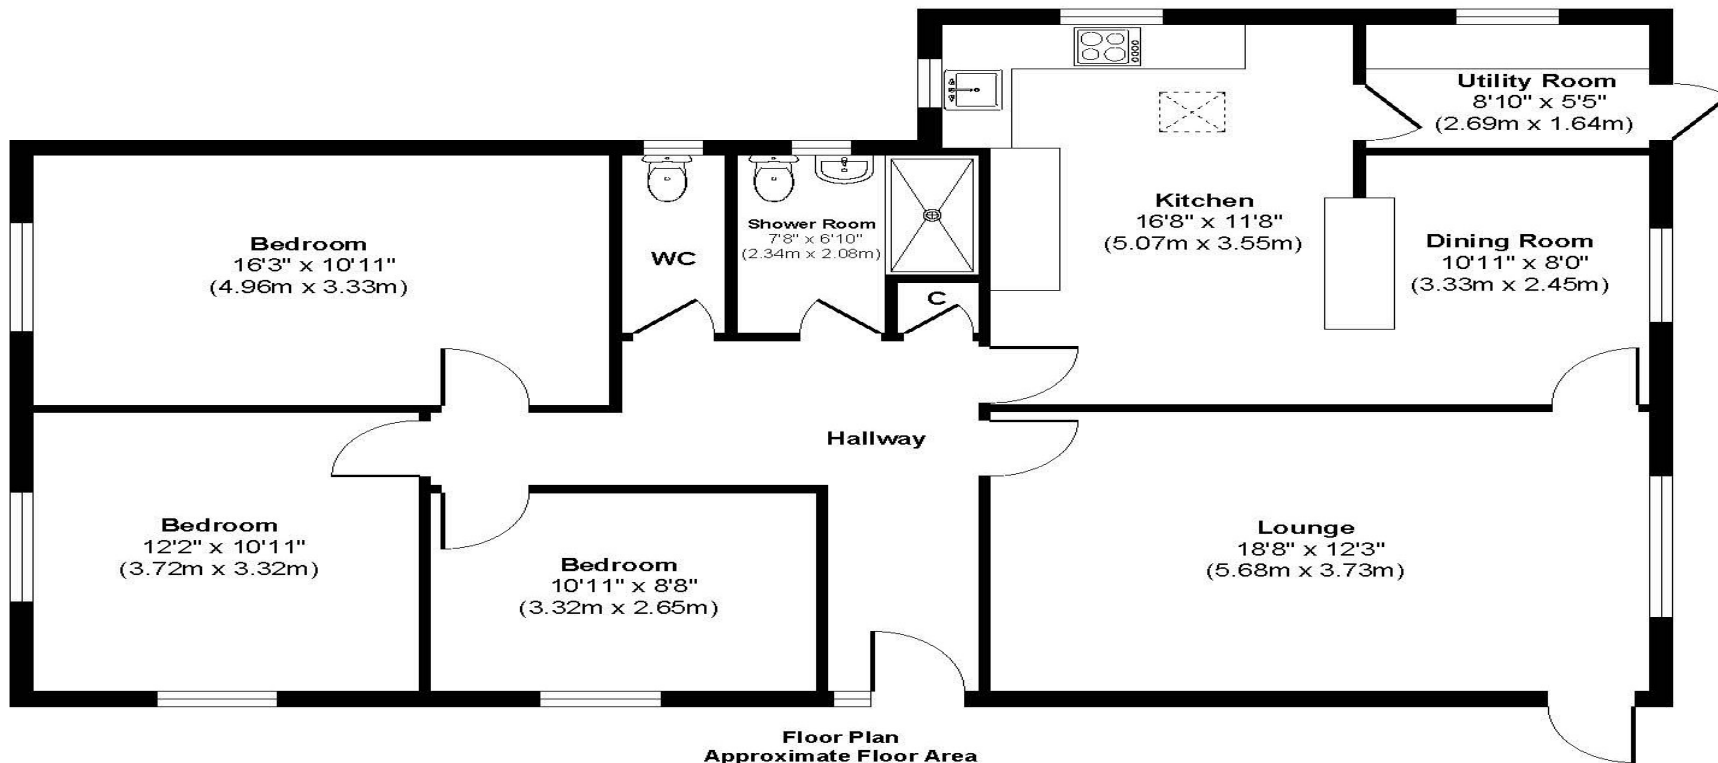 Utility Room
8'10" x 5'5"
(2.69m x 1.64m)
Kitchen
16'8" x 11'8"
(5.07m x 3.55m)
Shower Room
7'8" x 6'10"
(2.34m x 2.08m)
Bedroom
16'3" x 10'11"
(4.96m x 3.33m)
WC
Dining Room
10'11" x 8'0"
(3.33m x 2.45m)
C
Hallway
Bedroom
12'2" x 10'11"
(3.72m x 3.32m)
Lounge
18'8" x 12'3"
(5.68m x 3.73m)
Bedroom
10'11" x 8'8"
(3.32m x 2.65m)
Floor Plan
Approximate Floor Area